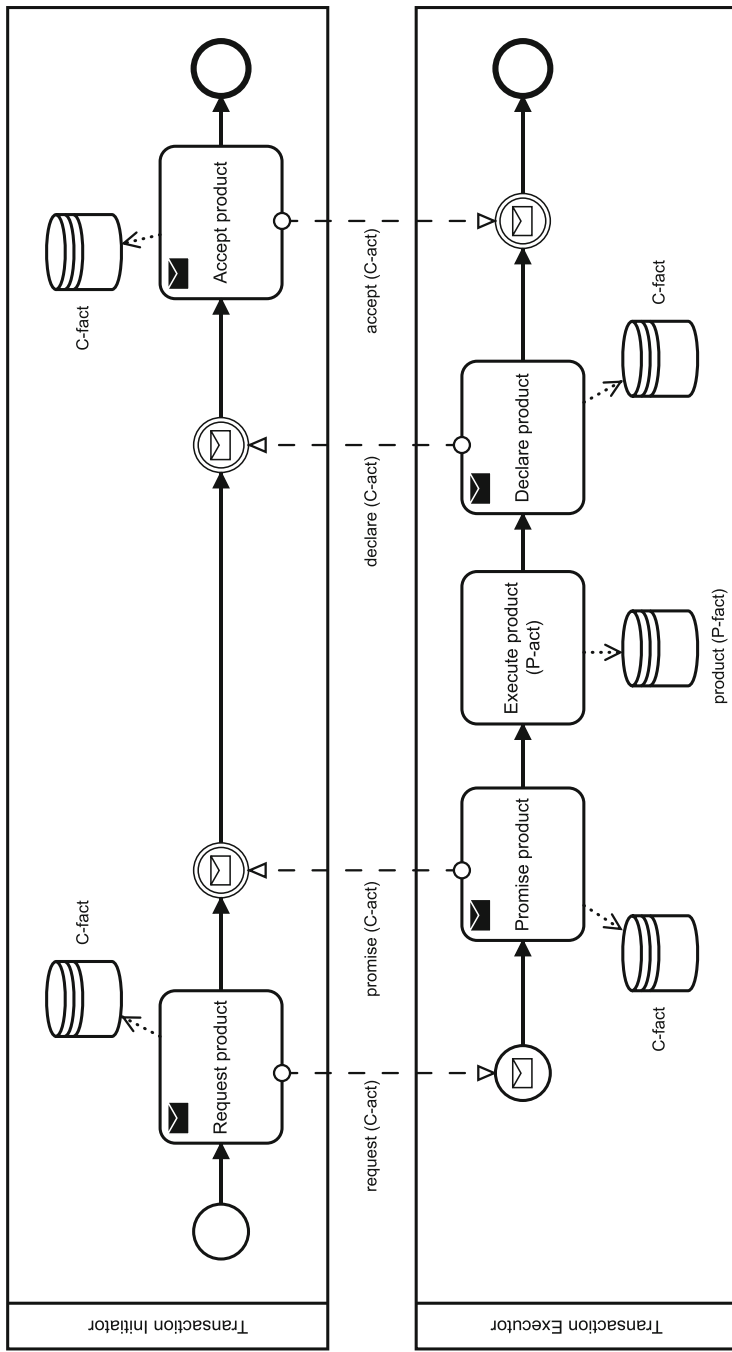 Transaction Initiator
Request product
C-fact
Accept product
C-fact
request (C-act)
promise (C-act)
declare (C-act)
accept (C-act)
Transaction Executor
Promise product
C-fact
Execute product
(P-act)
product (P-fact)
Declare product
C-fact